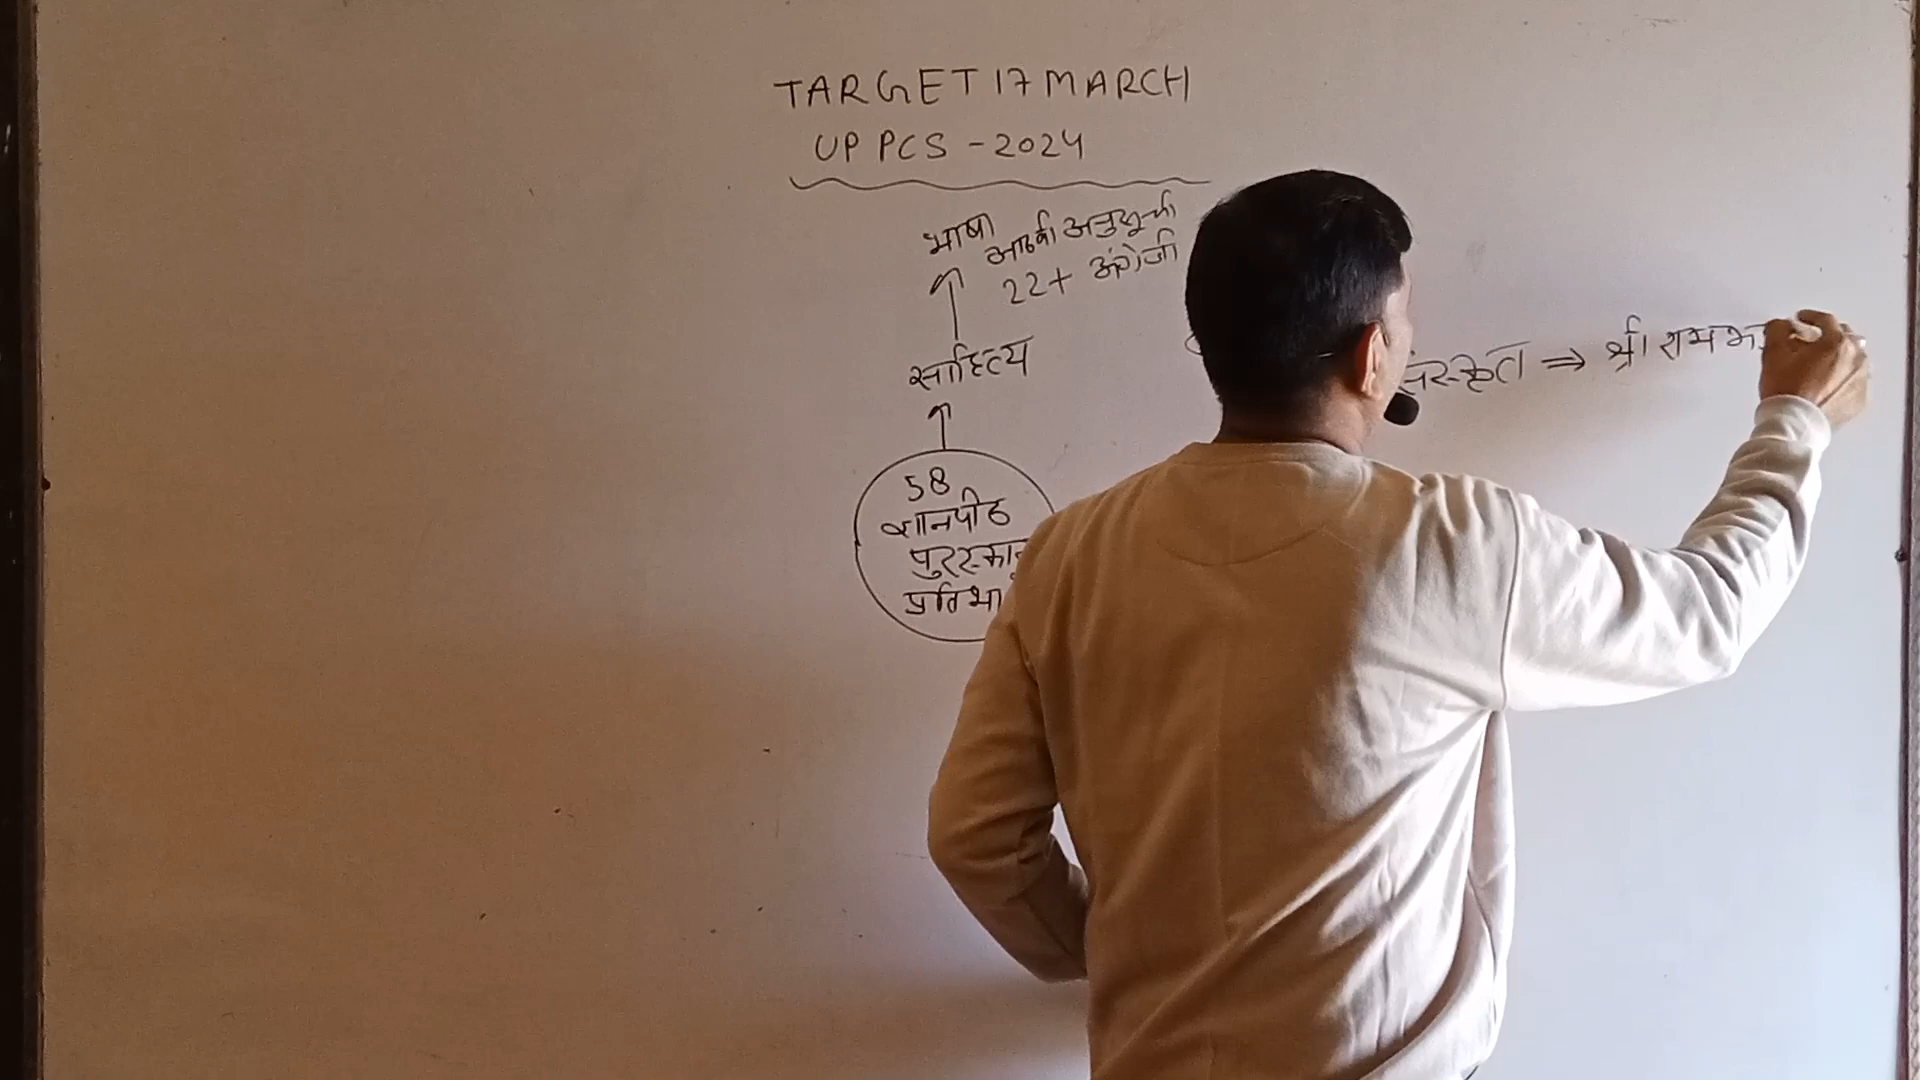 TARGET 17 MARCH
UP PCS - 2024
भाषा आठवी अनुसूची
22+ अंग्रेजी
साहित्य
संस्कृत ⇒ श्री राम
58
ज्ञानपीठ
पुरस्कार
प्रतिभा